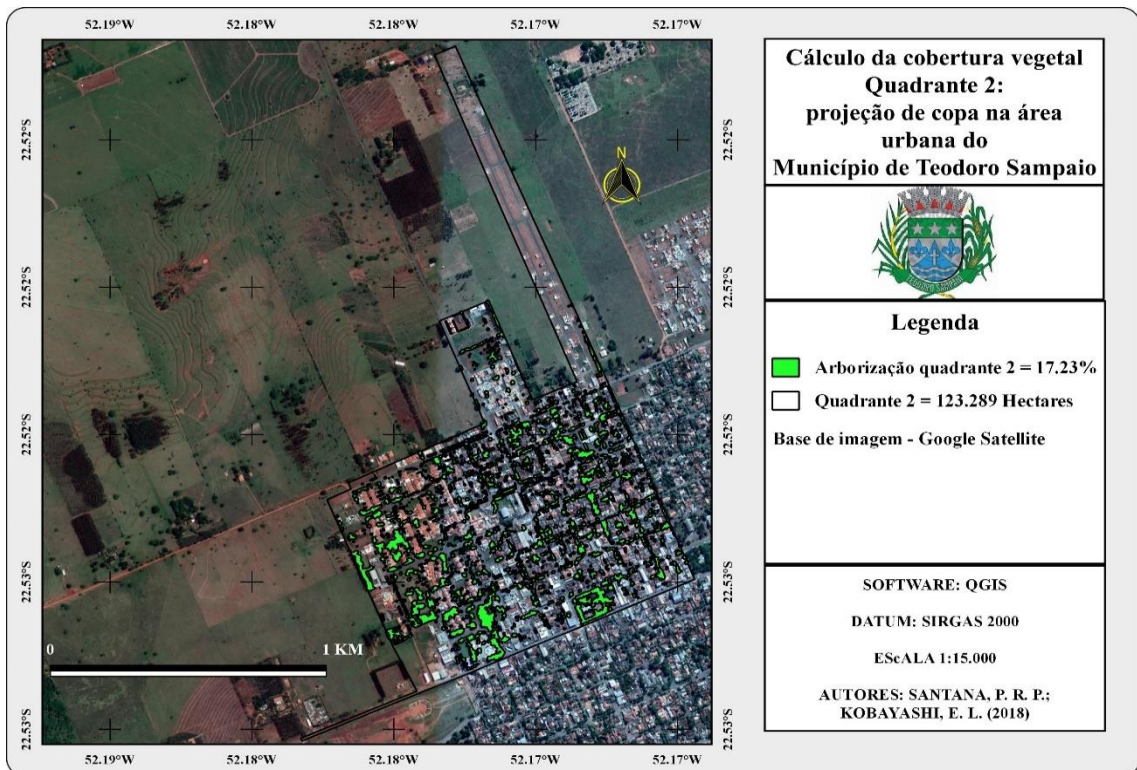 52.19°W 52.18°W 52.18°W 52.17°W 52.17°W
22.52°S 22.52°S
22.52°S 22.52°S
22.52°S 22.52°S
22.53°S 22.53°S
22.53°S 22.53°S
N
0 1 KM
52.19°W 52.18°W 52.18°W 52.17°W 52.17°W
Cálculo da cobertura vegetal
Quadrante 2:
projeção de copa na área
urbana do
Município de Teodoro Sampaio
TEODORO SAMPAIO
Legenda
Arborização quadrante 2 = 17.23%
Quadrante 2 = 123.289 Hectares
Base de imagem - Google Satellite
SOFTWARE: QGIS
DATUM: SIRGAS 2000
EScALA 1:15.000
AUTORES: SANTANA, P. R. P.;
KOBAYASHI, E. L. (2018)